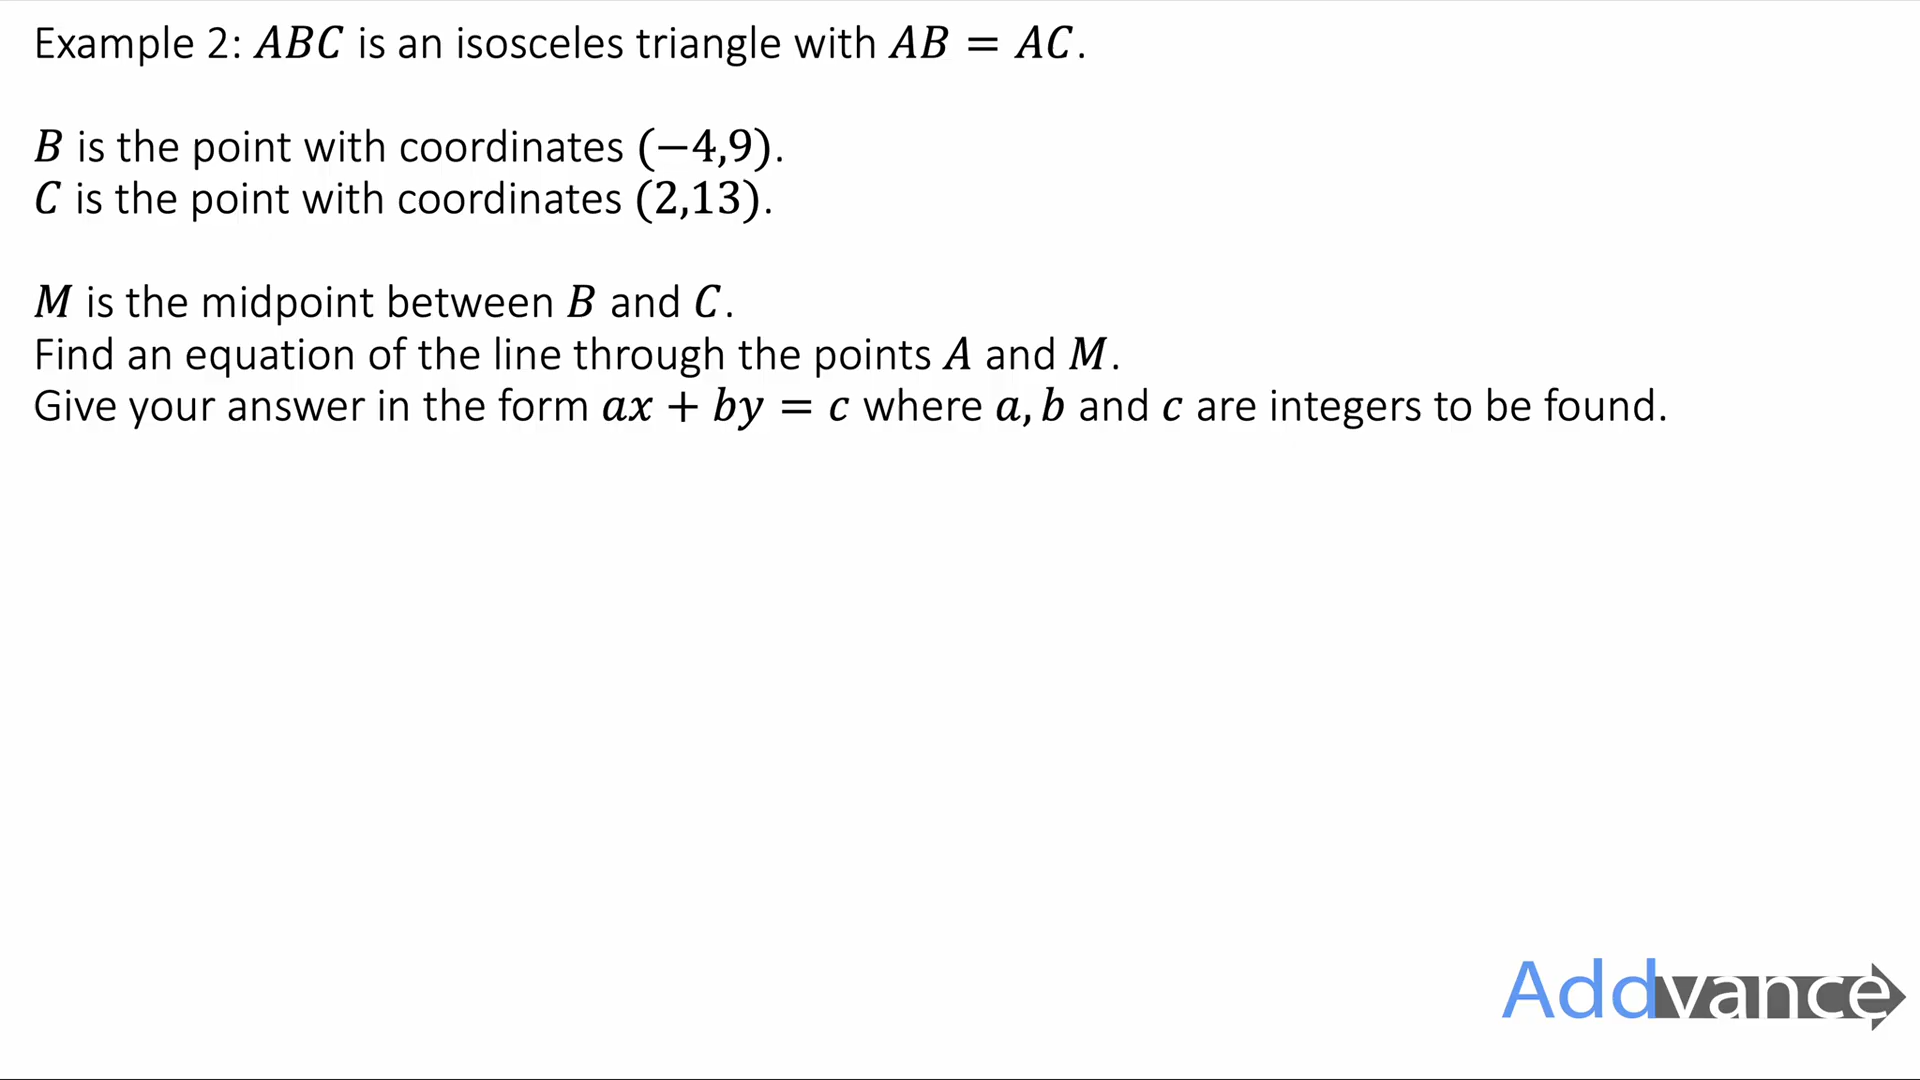 Example 2: ABC is an isosceles triangle with AB = AC.
B is the point with coordinates (−4,9).
C is the point with coordinates (2,13).
M is the midpoint between B and C.
Find an equation of the line through the points A and M.
Give your answer in the form ax + by = c where a, b and c are integers to be found.
Addvance